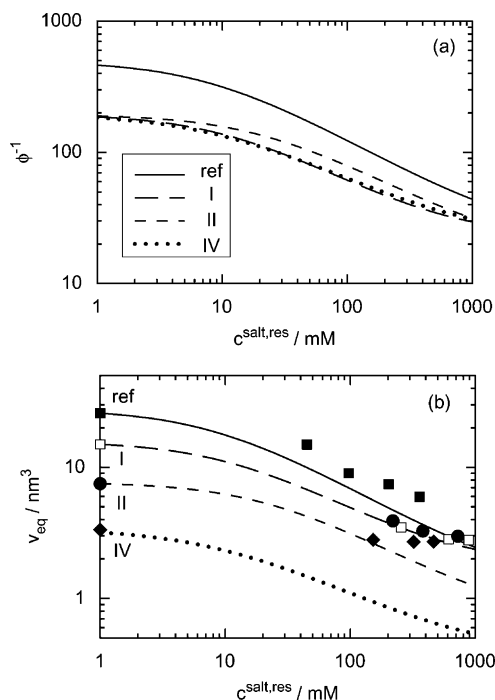 1000
(a)
ϕ⁻¹
100
ref
I
II
IV
10
1 10 100 1000
c^salt,res / mM
ref
(b)
I
10
II
ν_eq / nm³
IV
1
1 10 100 1000
c^salt,res / mM